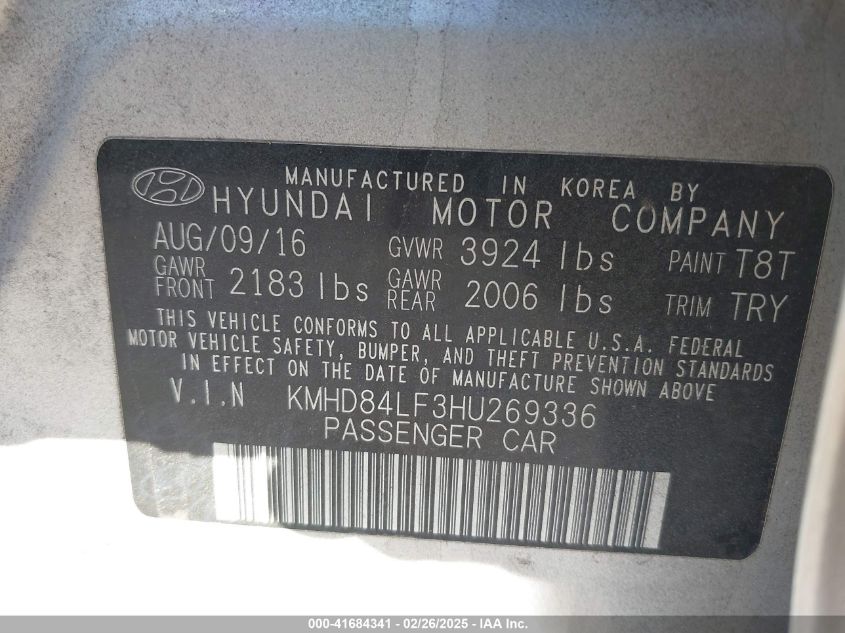 MANUFACTURED IN KOREA BY
HYUNDAI MOTOR COMPANY
AUG/09/16 GVWR 3924 lbs PAINT T8T
GAWR FRONT 2183 lbs GAWR REAR 2006 lbs TRIM TRY
THIS VEHICLE CONFORMS TO ALL APPLICABLE U.S.A. FEDERAL
MOTOR VEHICLE SAFETY, BUMPER, AND THEFT PREVENTION STANDARDS
IN EFFECT ON THE DATE OF MANUFACTURE SHOWN ABOVE
V.I.N KMHD84LF3HU269336
PASSENGER CAR
000-41684341 - 02/26/2025 - IAA Inc.